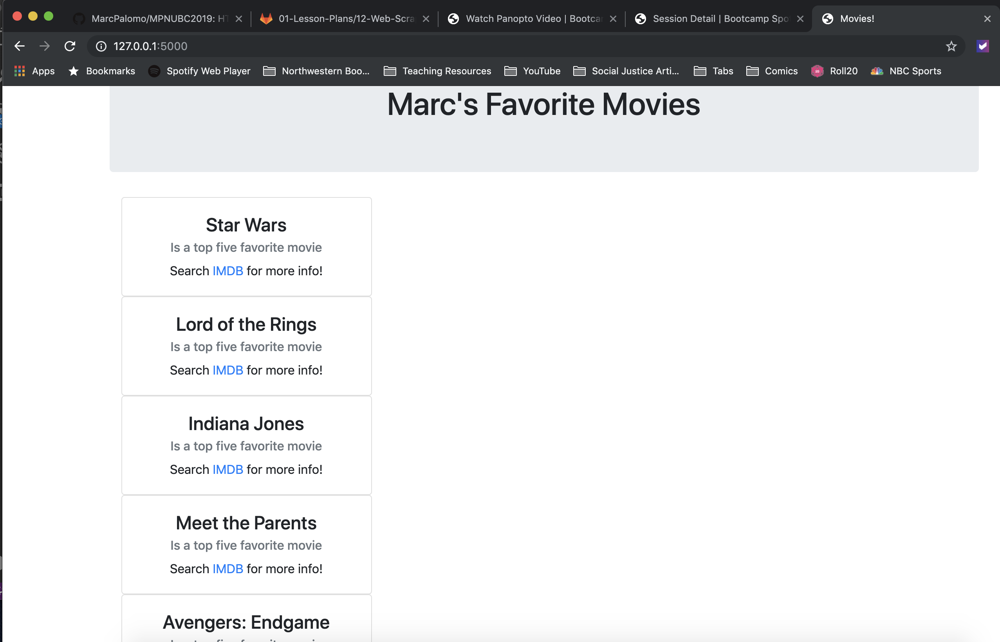 MarcPalomo/MPNUBC2019: HT
01-Lesson-Plans/12-Web-Scra
Watch Panopto Video | Bootcar
Session Detail | Bootcamp Spo
Movies!
127.0.0.1:5000
Apps Bookmarks Spotify Web Player Northwestern Boo... Teaching Resources YouTube Social Justice Arti... Tabs Comics Roll20 NBC Sports
Marc's Favorite Movies
Star Wars
Is a top five favorite movie
Search IMDB for more info!
Lord of the Rings
Is a top five favorite movie
Search IMDB for more info!
Indiana Jones
Is a top five favorite movie
Search IMDB for more info!
Meet the Parents
Is a top five favorite movie
Search IMDB for more info!
Avengers: Endgame